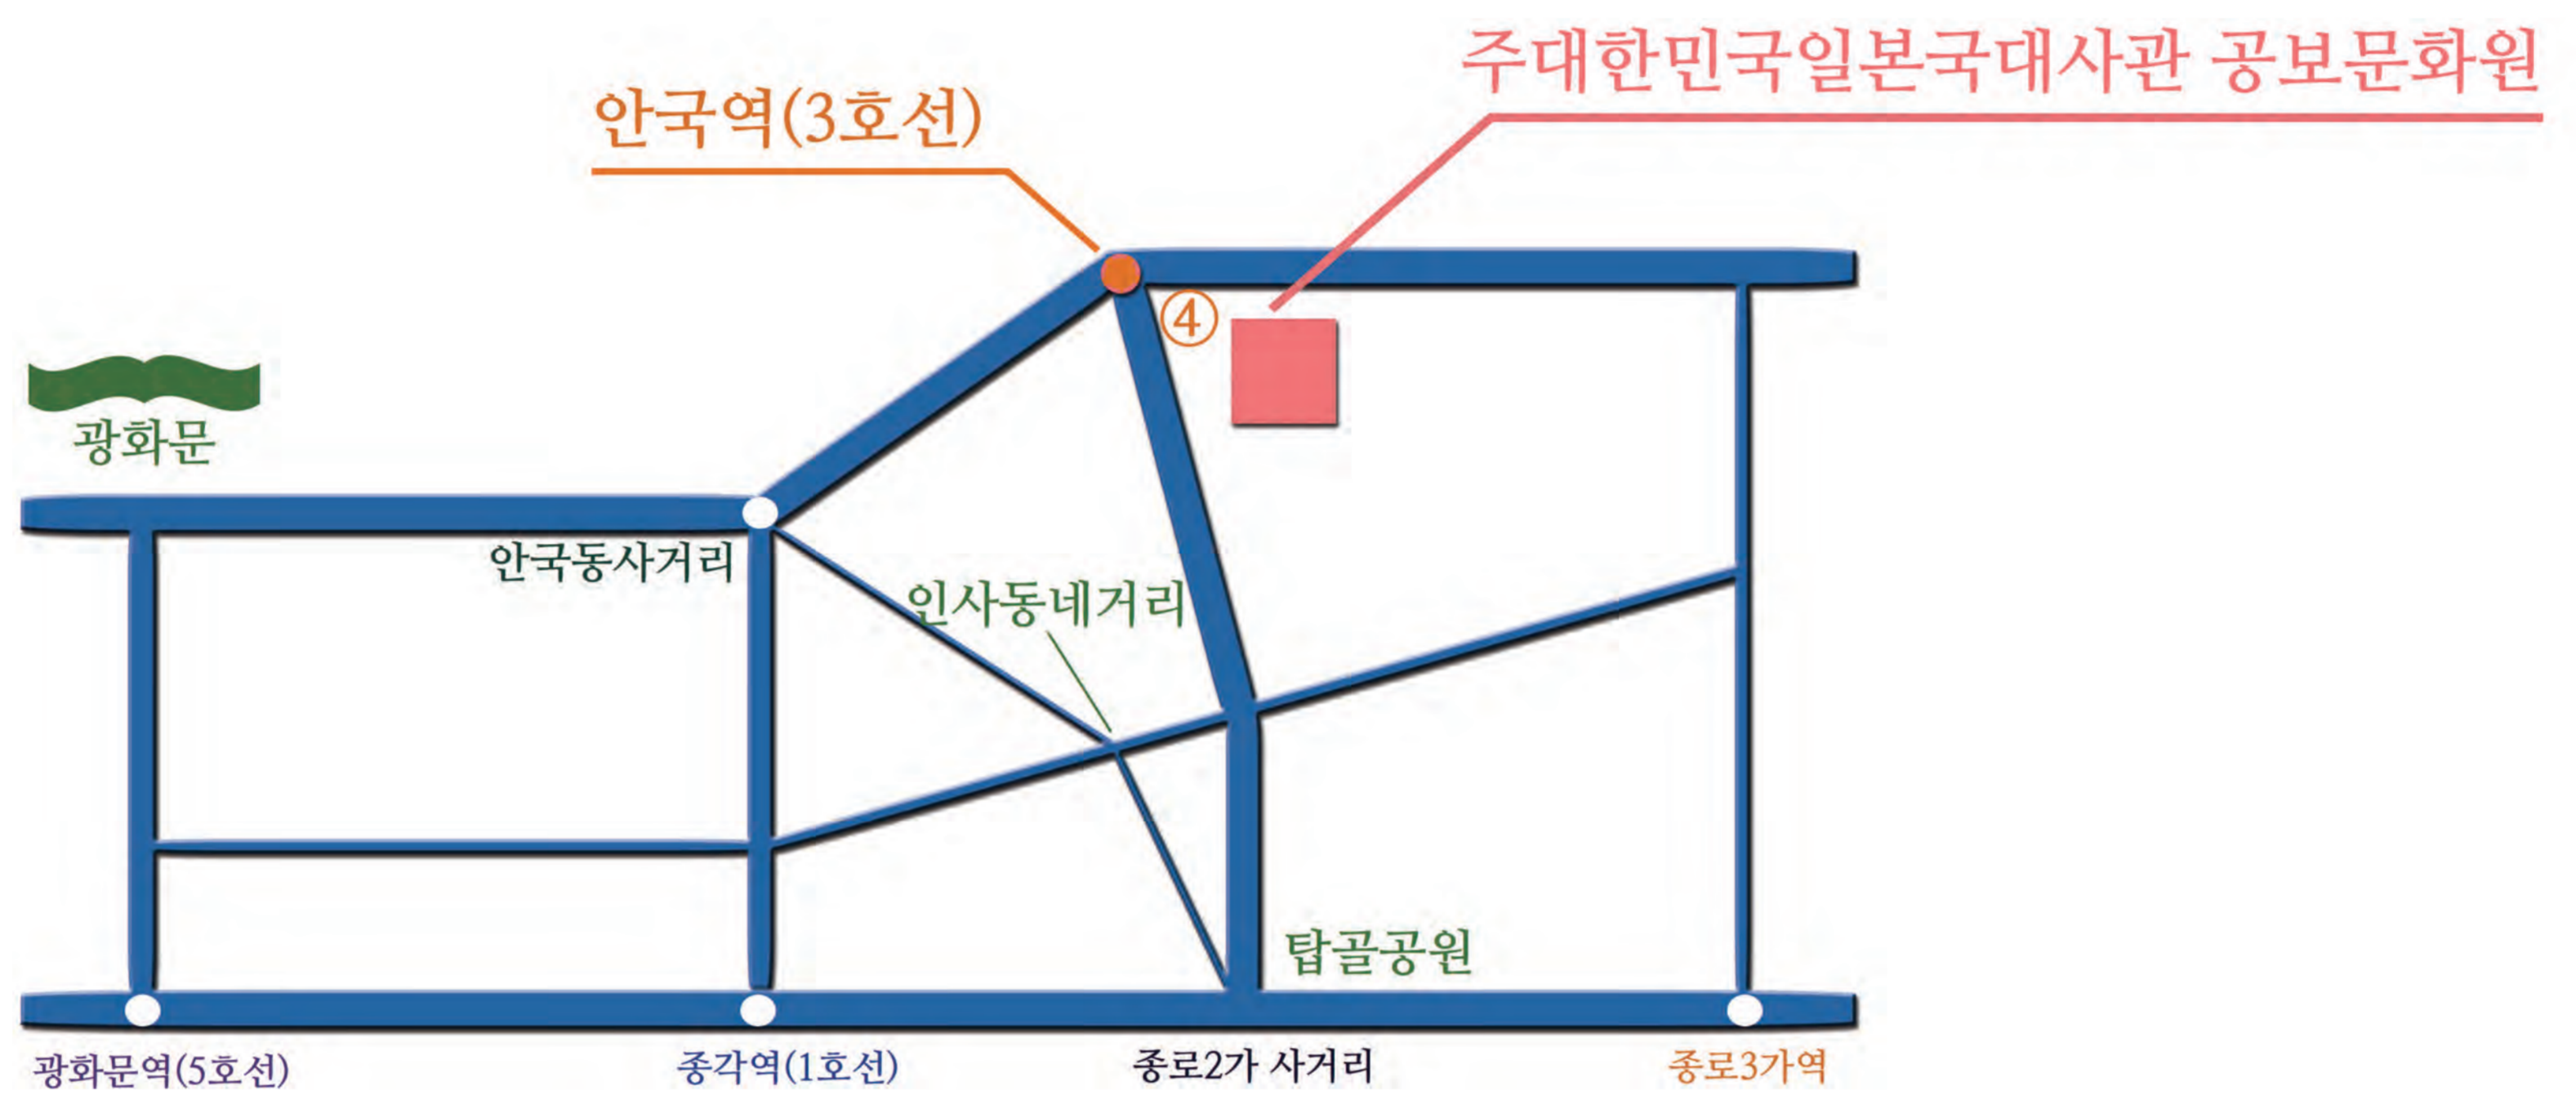 주대한민국일본국대사관 공보문화원
안국역(3호선)
④
광화문
안국동사거리
인사동네거리
탑골공원
광화문역(5호선)
종각역(1호선)
종로2가 사거리
종로3가역